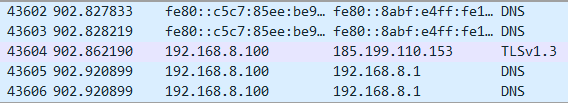 43602 902.827833 fe80::c5c7:85ee:be9… fe80::8abf:e4ff:fe1… DNS
43603 902.828219 fe80::c5c7:85ee:be9… fe80::8abf:e4ff:fe1… DNS
43604 902.862190 192.168.8.100 185.199.110.153 TLSv1.3
43605 902.920899 192.168.8.100 192.168.8.1 DNS
43606 902.920899 192.168.8.100 192.168.8.1 DNS